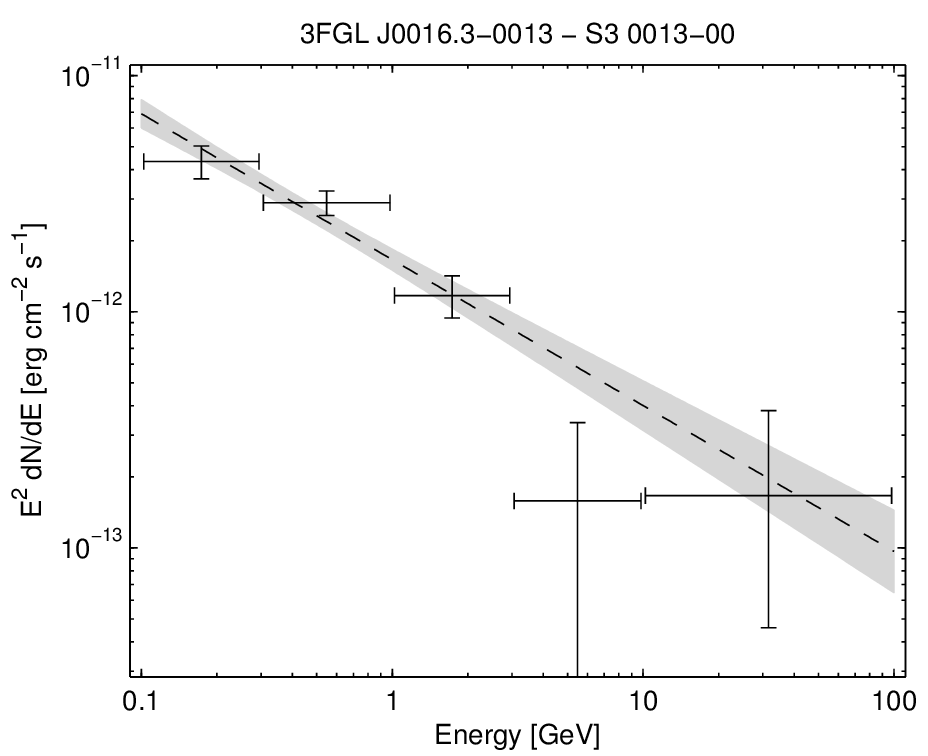 3FGL J0016.3−0013 − S3 0013−00
10⁻¹¹
10⁻¹²
10⁻¹³
E² dN/dE [erg cm⁻² s⁻¹]
0.1 1 10 100
Energy [GeV]